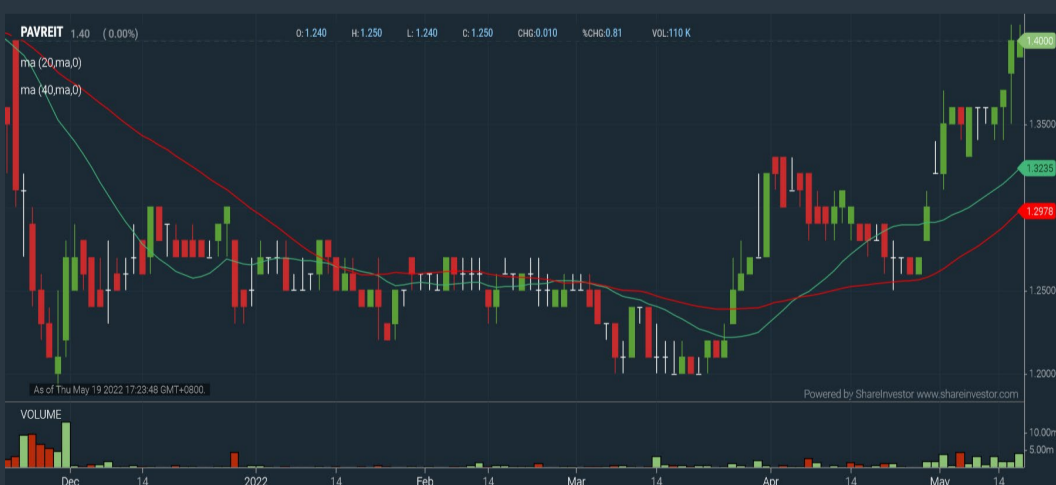 PAVREIT 1.40 ( 0.00%) O:1.240 H:1.250 L: 1.240 C: 1.250 CHG:0.010 %CHG:0.81 VOL:110 K
1.4000
ma (20,ma,0)
ma (40,ma,0)
1.3500
1.3235
1.2978
1.2500
1.2000
As of Thu May 19 2022 17:23:48 GMT+0800.
Powered by ShareInvestor www.shareinvestor.com
VOLUME
10.00m
5.00m
Dec 14 2022 14 Feb 14 Mar 14 Apr 14 May 14